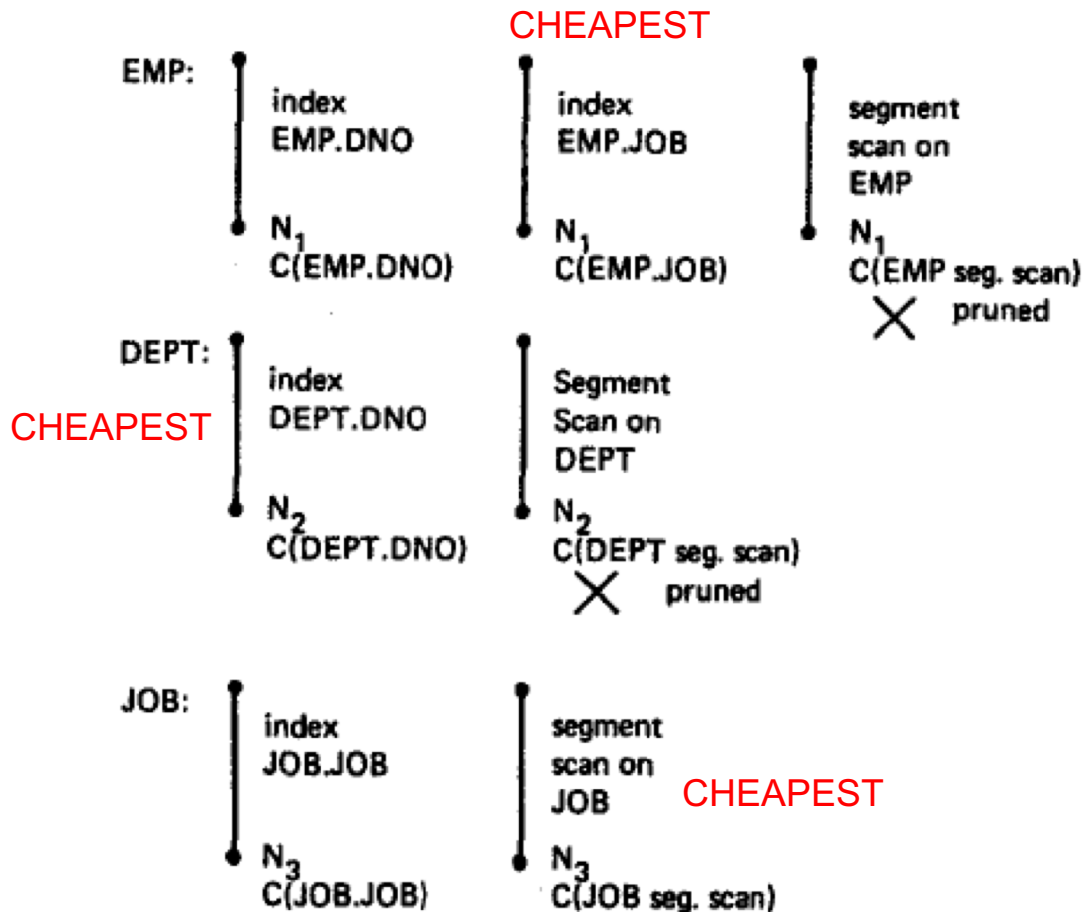 CHEAPEST
EMP:
index
EMP.DNO
N1
C(EMP.DNO)
index
EMP.JOB
N1
C(EMP.JOB)
segment
scan on
EMP
N1
C(EMP seg. scan)
pruned
DEPT:
CHEAPEST
index
DEPT.DNO
N2
C(DEPT.DNO)
Segment
Scan on
DEPT
N2
C(DEPT seg. scan)
pruned
JOB:
index
JOB.JOB
N3
C(JOB.JOB)
segment
scan on
JOB
CHEAPEST
N3
C(JOB seg. scan)